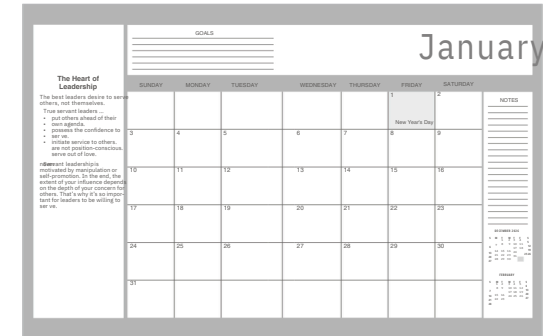 GOALS
January
The Heart of
Leadership
The best leaders desire to serve
others, not themselves.
True servant leaders ...
• put others ahead of their
• own agenda.
• possess the confidence to
• ser ve.
• initiate service to others.
are not position-conscious.
serve out of love.
Servant leadership is
motivated by manipulation or
self-promotion. In the end, the
extent of your influence depends
on the depth of your concern for
others. That's why it's so impor-
tant for leaders to be willing to
ser ve.
SUNDAY MONDAY TUESDAY WEDNESDAY THURSDAY FRIDAY SATURDAY
1 2
New Year's Day
3 4 5 6 7 8 9
10 11 12 13 14 15 16
17 18 19 20 21 22 23
24 25 26 27 28 29 30
31
NOTES
FEBRUARY